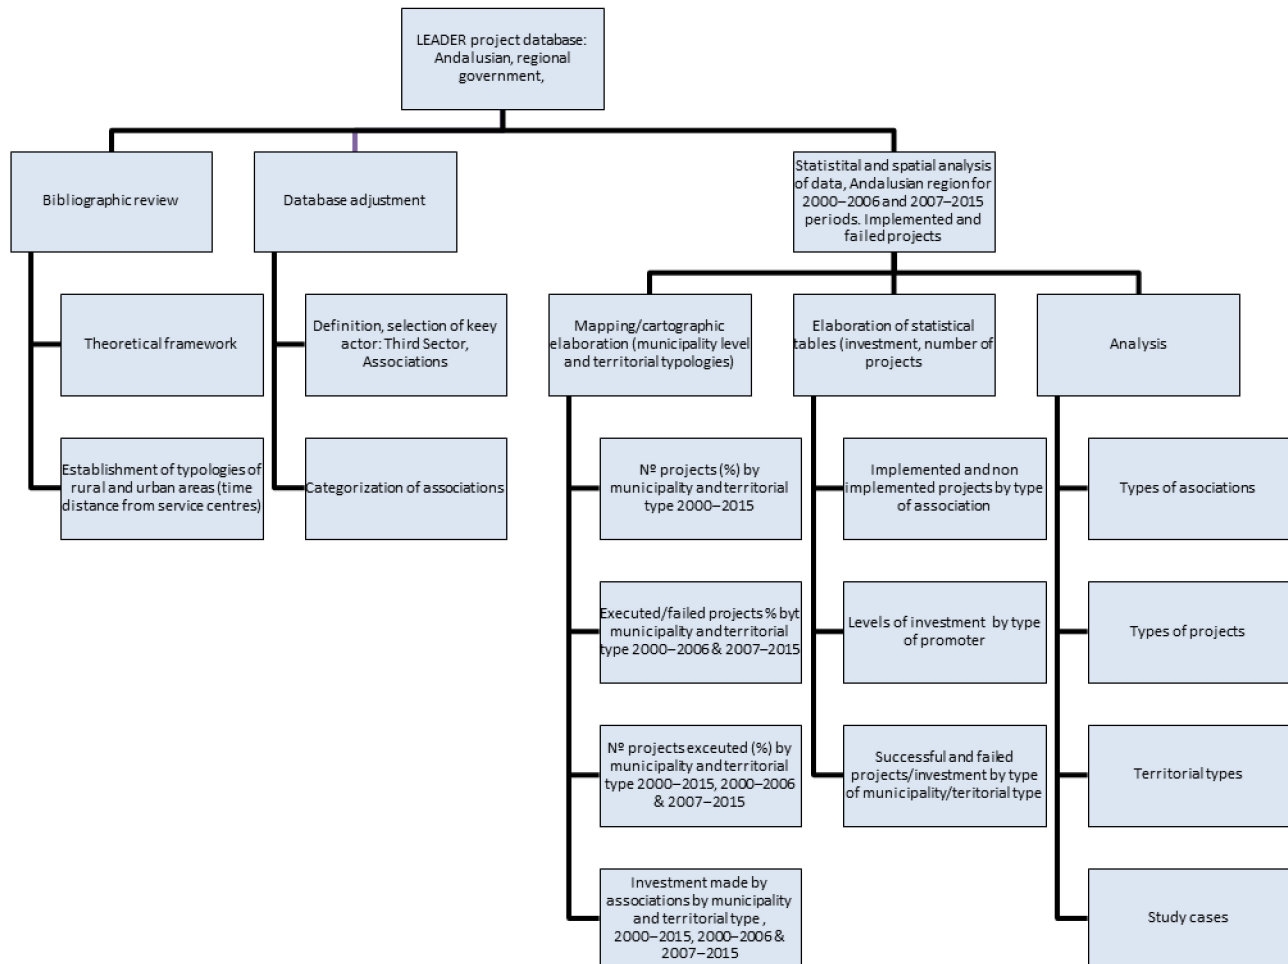 LEADER project database:
Andalusian, regional
government,
Bibliographic review
Database adjustment
Statistital and spatial analysis
of data, Andalusian region for
2000–2006 and 2007–2015
periods. Implemented and
failed projects
Theoretical framework
Definition, selection of keey
actor: Third Sector,
Associations
Mapping/cartographic
elaboration (municipality level
and territorial typologies)
Elaboration of statistical
tables (investment, number of
projects
Analysis
Establishment of typologies of
rural and urban areas (time
distance from service centres)
Categorization of associations
Nº projects (%) by
municipality and territorial
type 2000–2015
Implemented and non
implemented projects by type
of association
Types of asociations
Executed/failed projects % byt
municipality and territorial
type 2000–2006 & 2007–2015
Levels of investment by type
of promoter
Types of projects
Nº projects exceuted (%) by
municipality and territorial
type 2000–2015, 2000–2006
& 2007–2015
Successful and failed
projects/investment by type
of municipality/teritorial type
Territorial types
Investment made by
associations by municipality
and territorial type ,
2000–2015, 2000–2006 &
2007–2015
Study cases